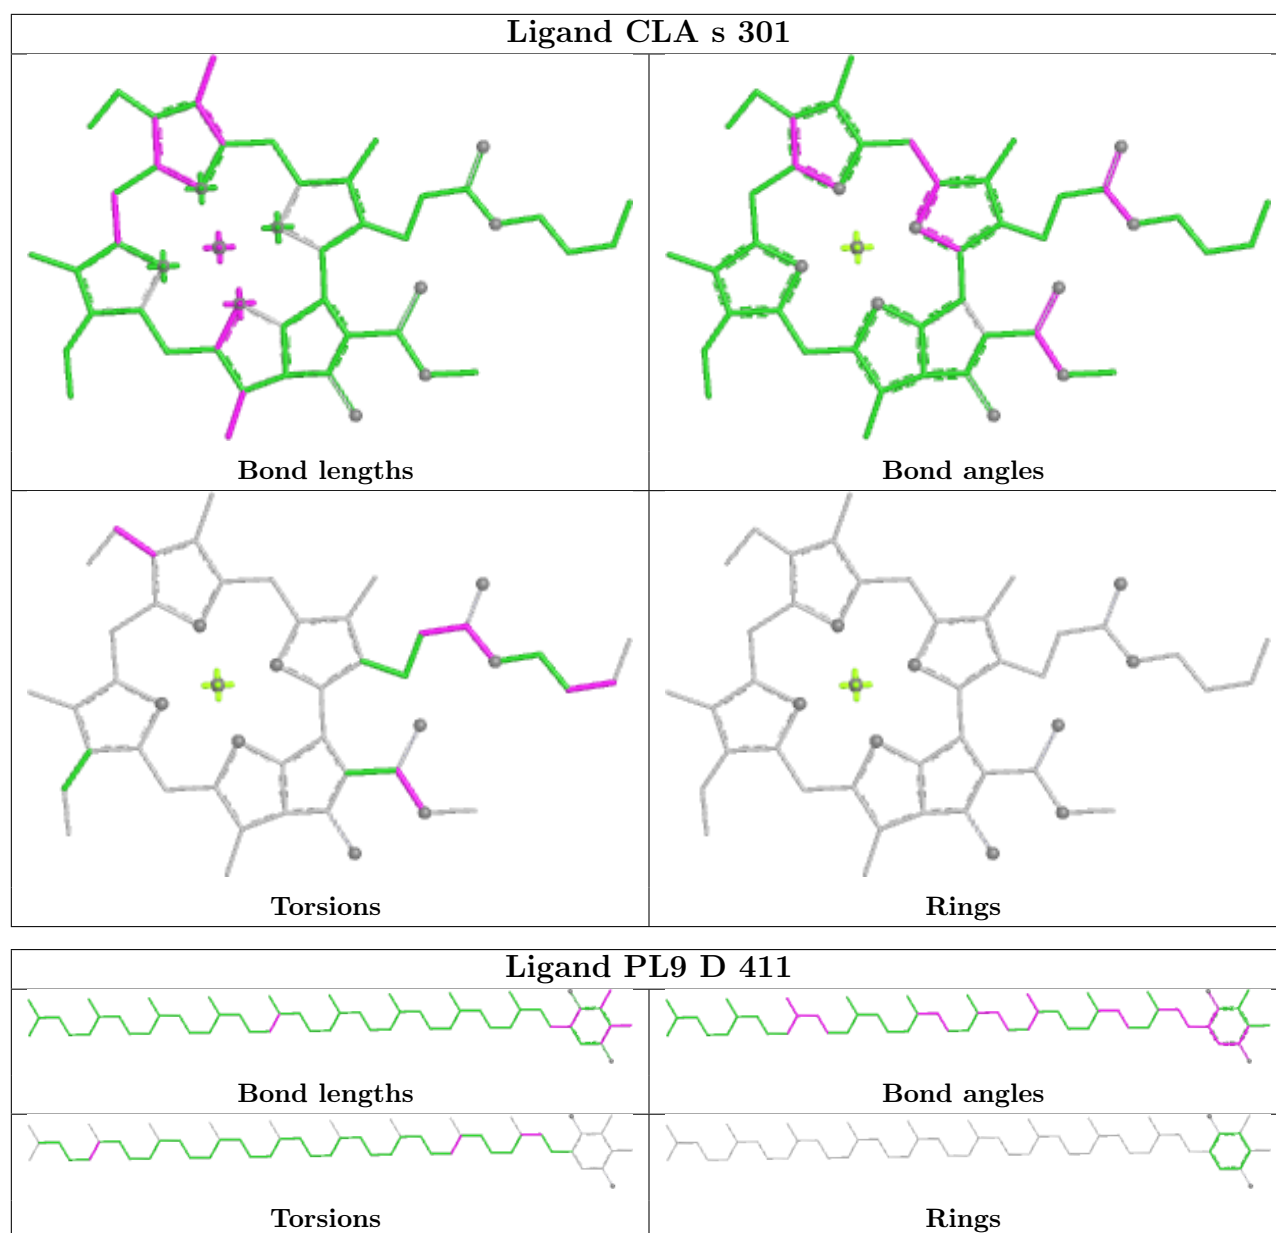 Ligand CLA s 301
Bond lengths
Bond angles
Torsions
Rings
Ligand PL9 D 411
Bond lengths
Bond angles
Torsions
Rings